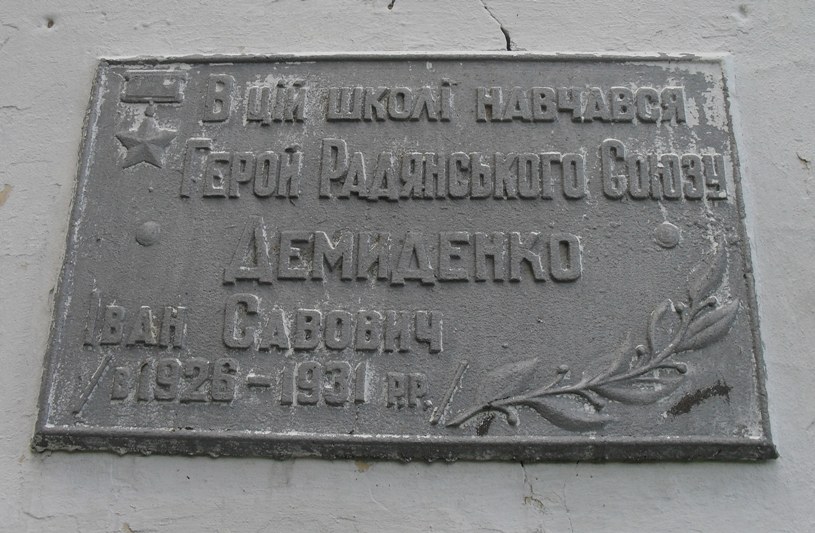 В цій школі навчався
Герой Радянського Союзу
Демиденко
Іван Савович
/в 1926 – 1931 р.р./